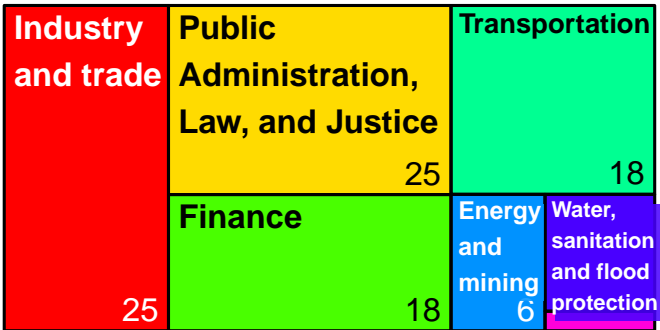 Industry
and trade
25
Public
Administration,
Law, and Justice
25
Transportation
18
Finance
18
Energy
and
mining
6
Water,
sanitation
and flood
protection